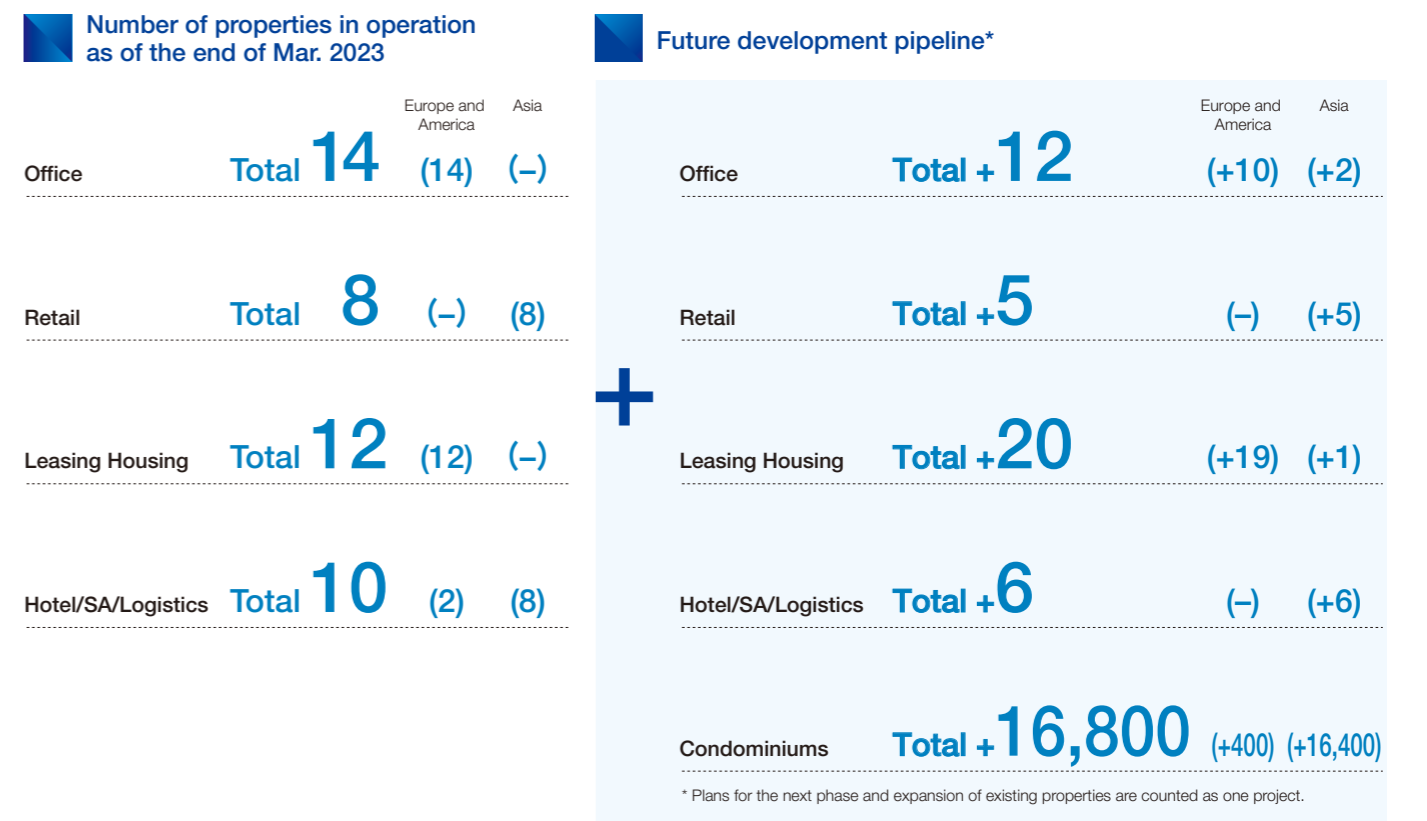 Number of properties in operation
as of the end of Mar. 2023
Europe and
America
Asia
Office Total 14 (14) (–)
Retail Total 8 (–) (8)
Leasing Housing Total 12 (12) (–)
Hotel/SA/Logistics Total 10 (2) (8)
+
Future development pipeline*
Europe and
America
Asia
Office Total +12 (+10) (+2)
Retail Total +5 (–) (+5)
Leasing Housing Total +20 (+19) (+1)
Hotel/SA/Logistics Total +6 (–) (+6)
Condominiums Total +16,800 (+400) (+16,400)
* Plans for the next phase and expansion of existing properties are counted as one project.